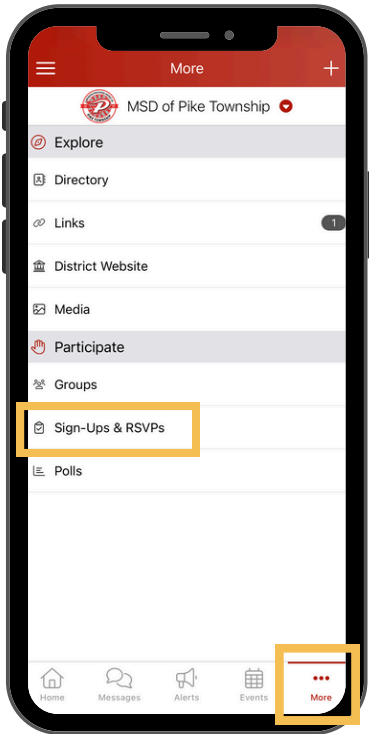 More
MSD of Pike Township
Explore
Directory
Links
1
District Website
Media
Participate
Groups
Sign-Ups & RSVPs
Polls
Home
Messages
Alerts
Events
More